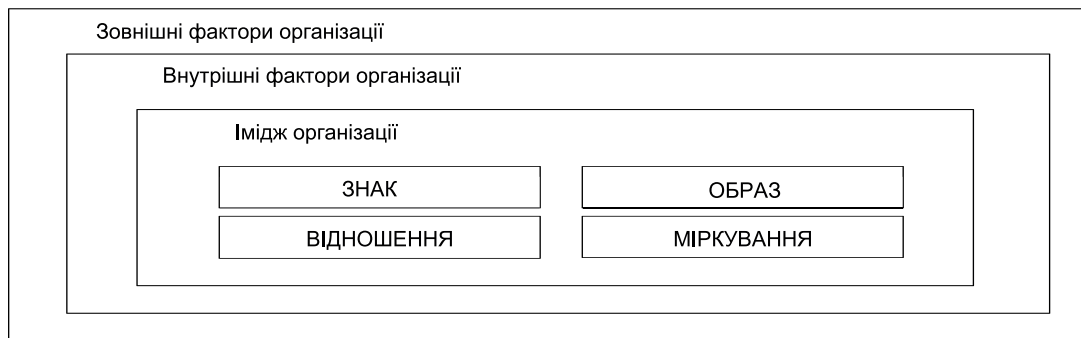 Зовнішні фактори організації
Внутрішні фактори організації
Імідж організації
ЗНАК ОБРАЗ
ВІДНОШЕННЯ МІРКУВАННЯ